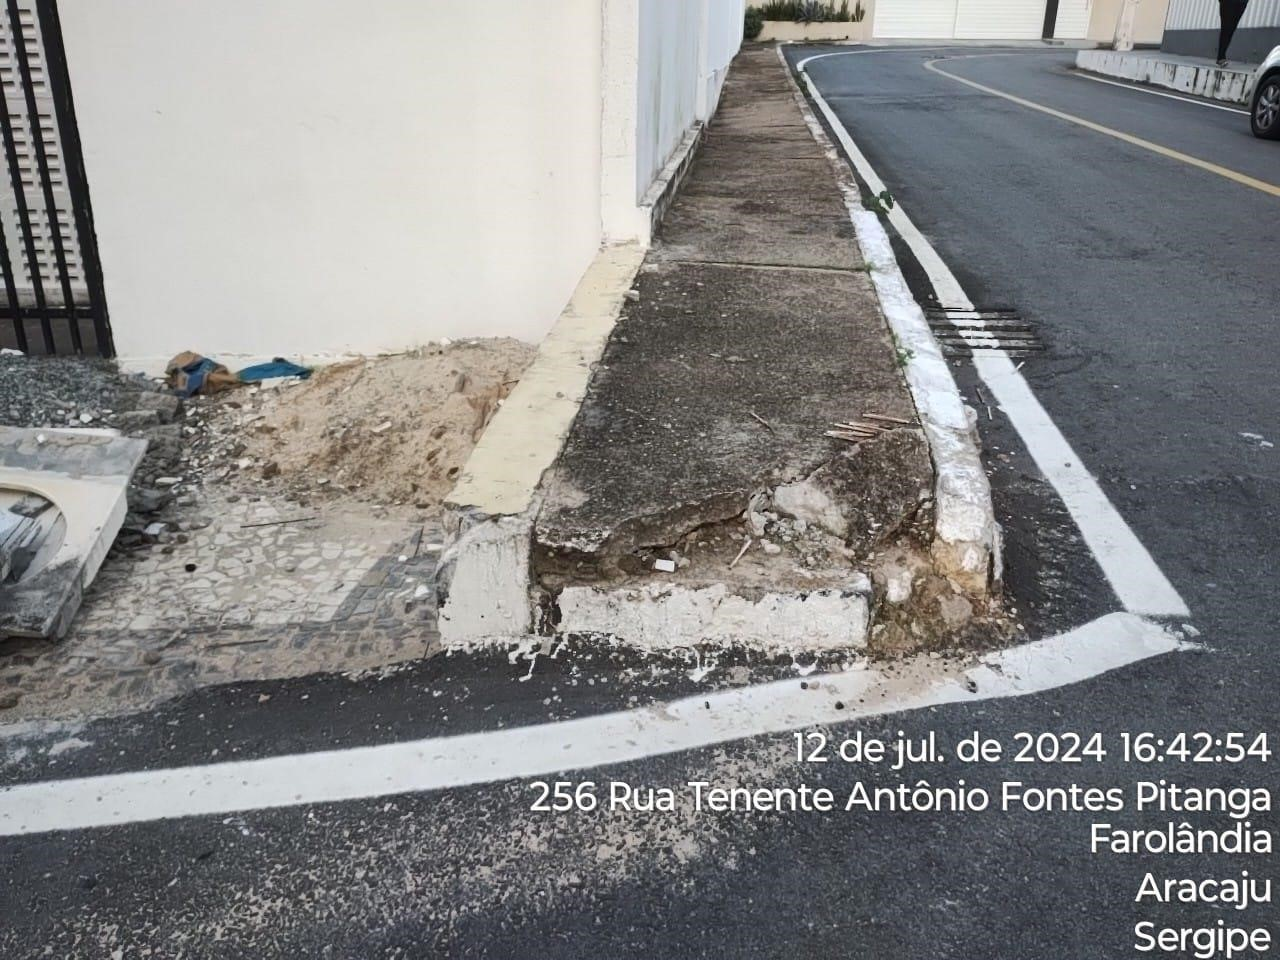 12 de jul. de 2024 16:42:54
256 Rua Tenente Antônio Fontes Pitanga
Farolândia
Aracaju
Sergipe